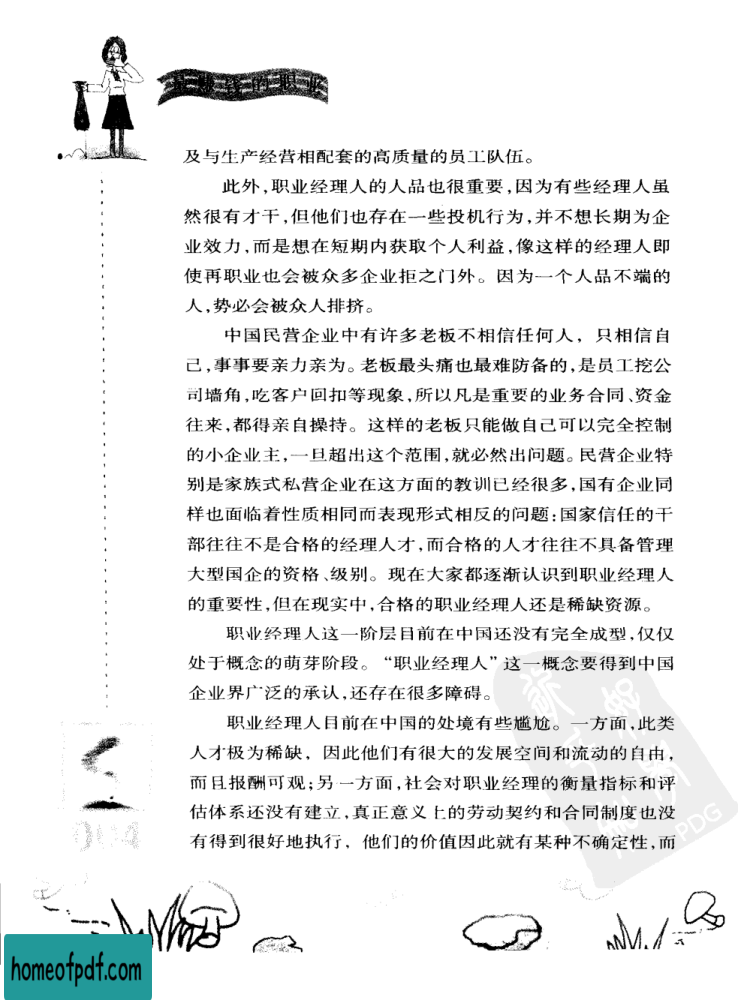 最赚钱的职业
及与生产经营相配套的高质量的员工队伍。
此外,职业经理人的人品也很重要,因为有些经理人虽
然很有才干,但他们也存在一些投机行为,并不想长期为企
业效力,而是想在短期内获取个人利益,像这样的经理人即
使再职业也会被众多企业拒之门外。因为一个人品不端的
人,势必会被众人排挤。
中国民营企业中有许多老板不相信任何人，只相信自
己,事事要亲力亲为。老板最头痛也最难防备的,是员工挖公
司墙角,吃客户回扣等现象,所以凡是重要的业务合同、资金
往来,都得亲自操持。这样的老板只能做自己可以完全控制
的小企业主,一旦超出这个范围,就必然出问题。民营企业特
别是家族式私营企业在这方面的教训已经很多,国有企业同
样也面临着性质相同而表现形式相反的问题:国家信任的干
部往往不是合格的经理人才,而合格的人才往往不具备管理
大型国企的资格、级别。现在大家都逐渐认识到职业经理人
的重要性,但在现实中,合格的职业经理人还是稀缺资源。
职业经理人这一阶层目前在中国还没有完全成型,仅仅
处于概念的萌芽阶段。“职业经理人”这一概念要得到中国
企业界广泛的承认,还存在很多障碍。
职业经理人目前在中国的处境有些尴尬。一方面,此类
人才极为稀缺，因此他们有很大的发展空间和流动的自由,
而且报酬可观;另一方面,社会对职业经理的衡量指标和评
估体系还没有建立,真正意义上的劳动契约和合同制度也没
有得到很好地执行，他们的价值因此就有某种不确定性,而
004
PDG
homeofpdf.com